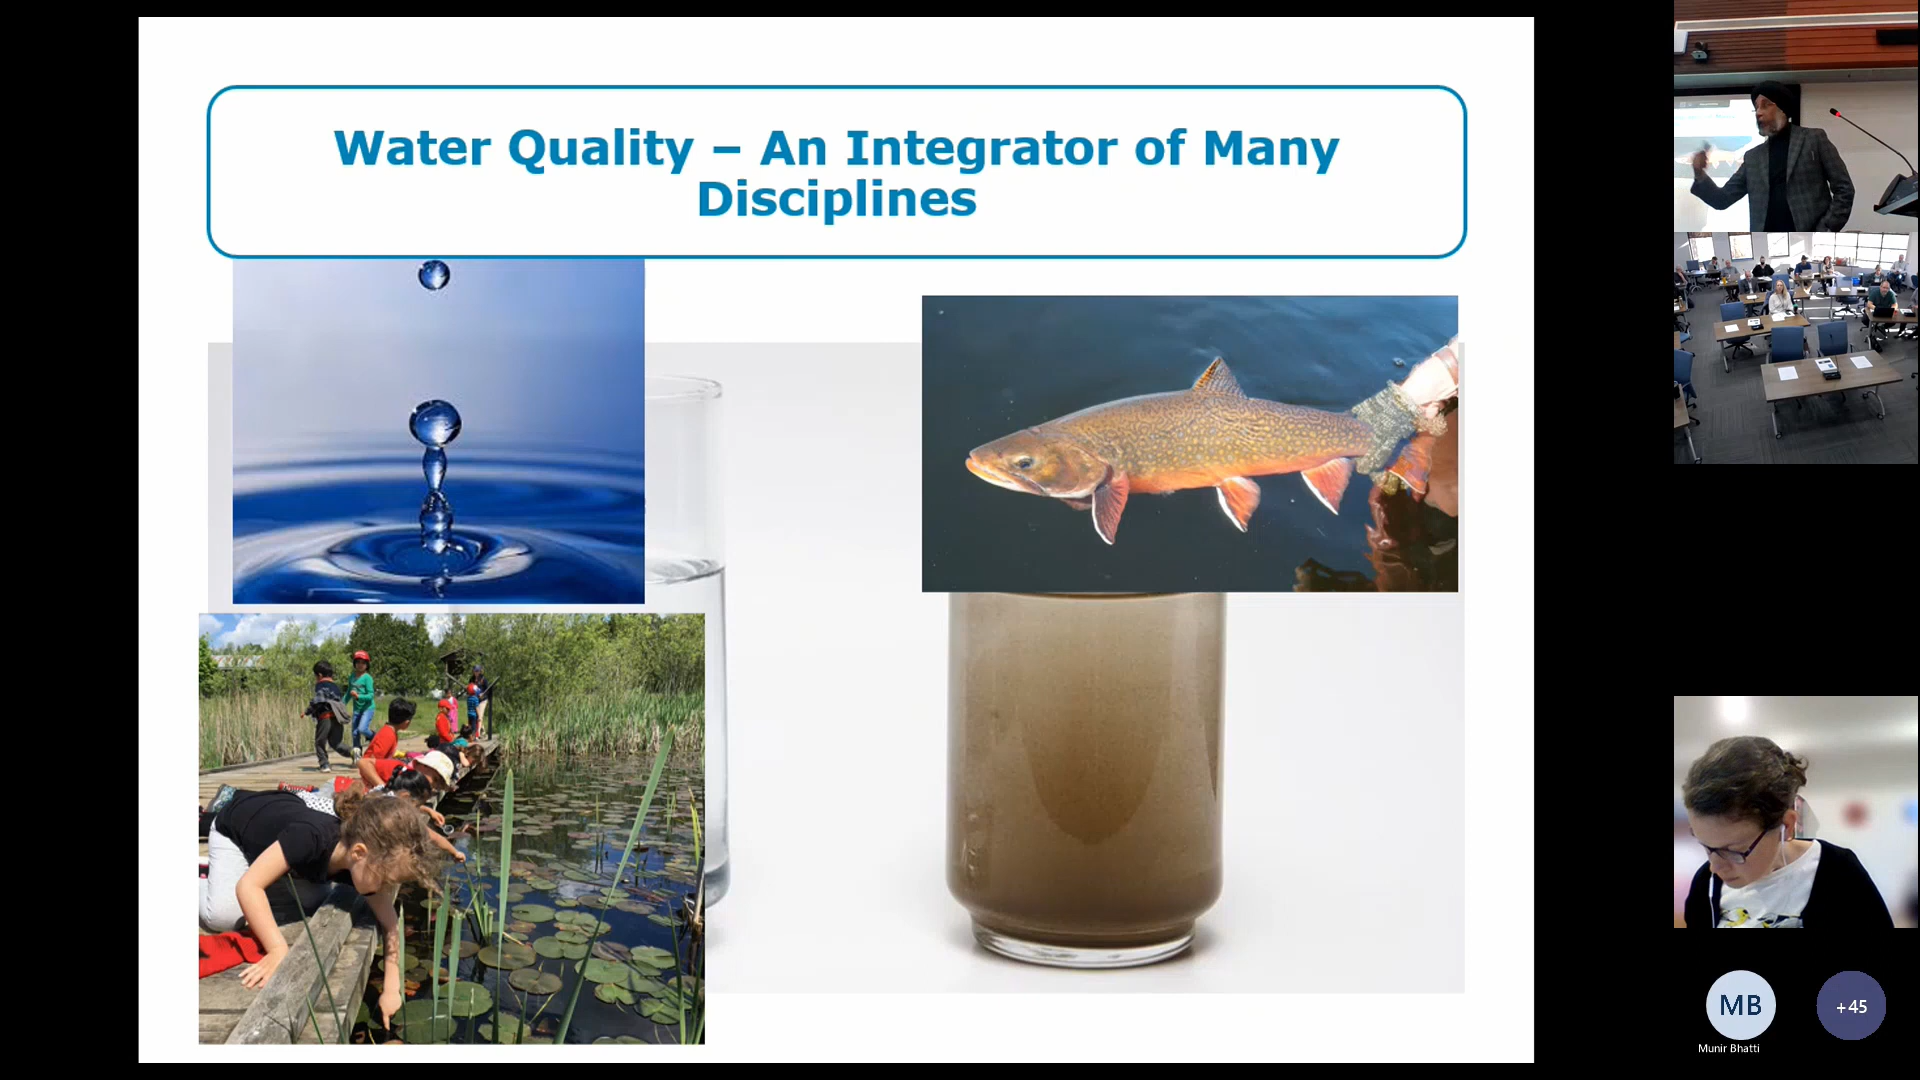 Water Quality – An Integrator of Many
Disciplines
MB
+45
Munir Bhatti